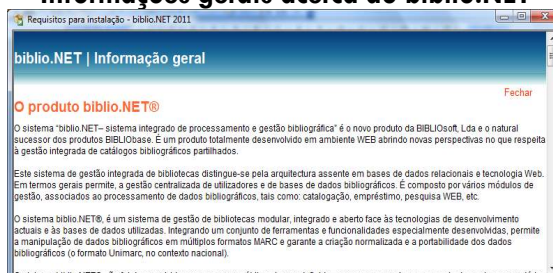 Informações gerais acerca do biblio.NET
Requisitos para instalação - biblio.NET 2011
biblio.NET | Informação geral
Fechar
O produto biblio.NET®
O sistema “biblio.NET– sistema integrado de processamento e gestão bibliográfica” é o novo produto da BIBLIOsoft, Lda e o natural
sucessor dos produtos BIBLIObase. É um produto totalmente desenvolvido em ambiente WEB abrindo novas perspectivas no que respeita
à gestão integrada de catálogos bibliográficos partilhados.
Este sistema de gestão integrada de bibliotecas distingue-se pela arquitectura assente em bases de dados relacionais e tecnologia Web.
Em termos gerais permite, a gestão centralizada de utilizadores e de bases de dados bibliográficos. É composto por vários módulos de
gestão, associados ao processamento de dados bibliográficos, tais como: catalogação, empréstimo, pesquisa WEB, etc.
O sistema biblio.NET®, é um sistema de gestão de bibliotecas modular, integrado e aberto face às tecnologias de desenvolvimento
actuais e às bases de dados utilizadas. Integrando um conjunto de ferramentas e funcionalidades especialmente desenvolvidas, permite
a manipulação de dados bibliográficos em múltiplos formatos MARC e garante a criação normalizada e a portabilidade dos dados
bibliográficos (o formato Unimarc, no contexto nacional).